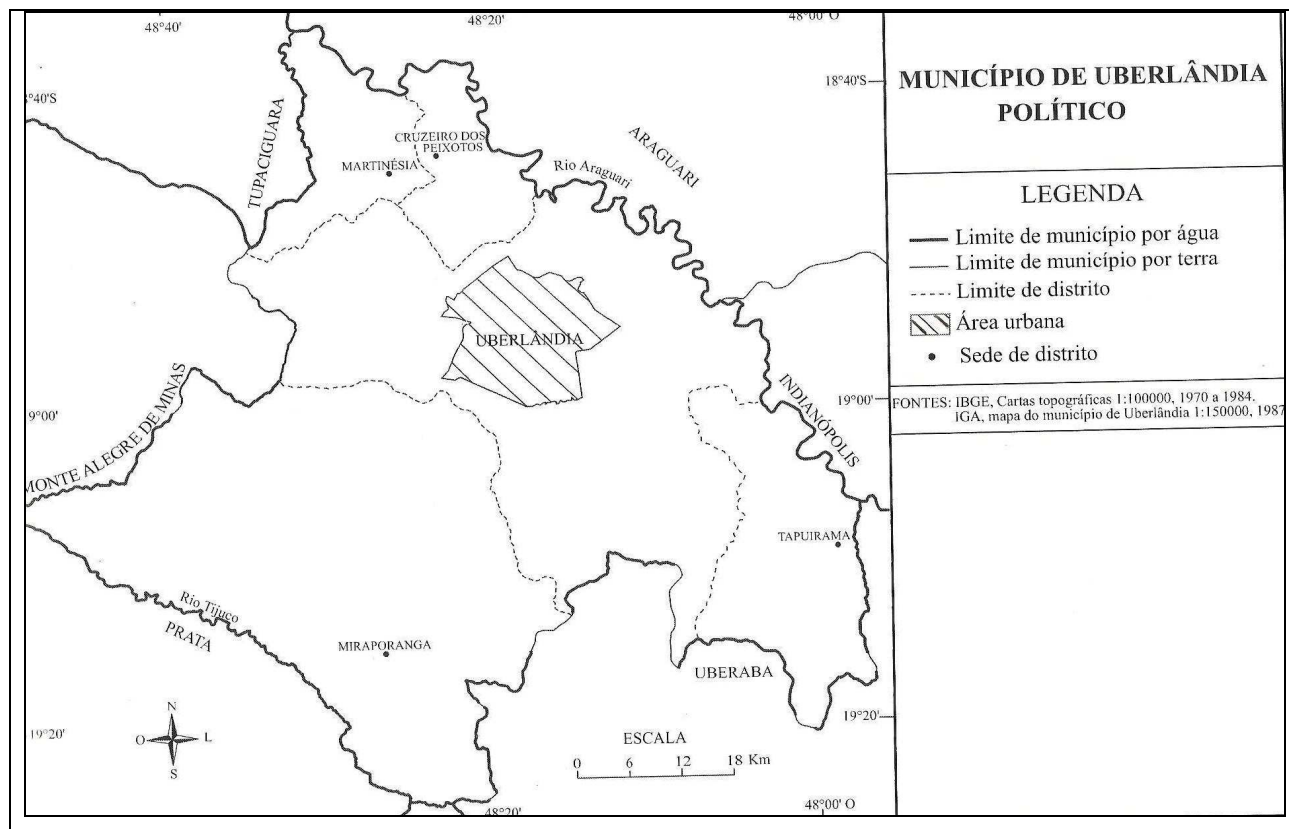 48°40'
48°20'
48°00' O
18°40'S
MUNICÍPIO DE UBERLÂNDIA
POLÍTICO
8°40'S
TUPACIGUARA
CRUZEIRO DOS
PEIXOTOS
MARTINÉSIA
ARAGUARI
Rio Araguari
LEGENDA
Limite de município por água
Limite de município por terra
Limite de distrito
Área urbana
Sede de distrito
UBERLÂNDIA
MONTE ALEGRE DE MINAS
INDIANÓPOLIS
9°00'
19°00'
FONTES: IBGE, Cartas topográficas 1:100000, 1970 a 1984.
IGA, mapa do município de Uberlândia 1:150000, 1987
TAPUIRAMA
Rio Tijuco
PRATA
MIRAPORANGA
UBERABA
19°20'
19°20'
N
O
L
S
ESCALA
0 6 12 18 Km
48°20'
48°00' O